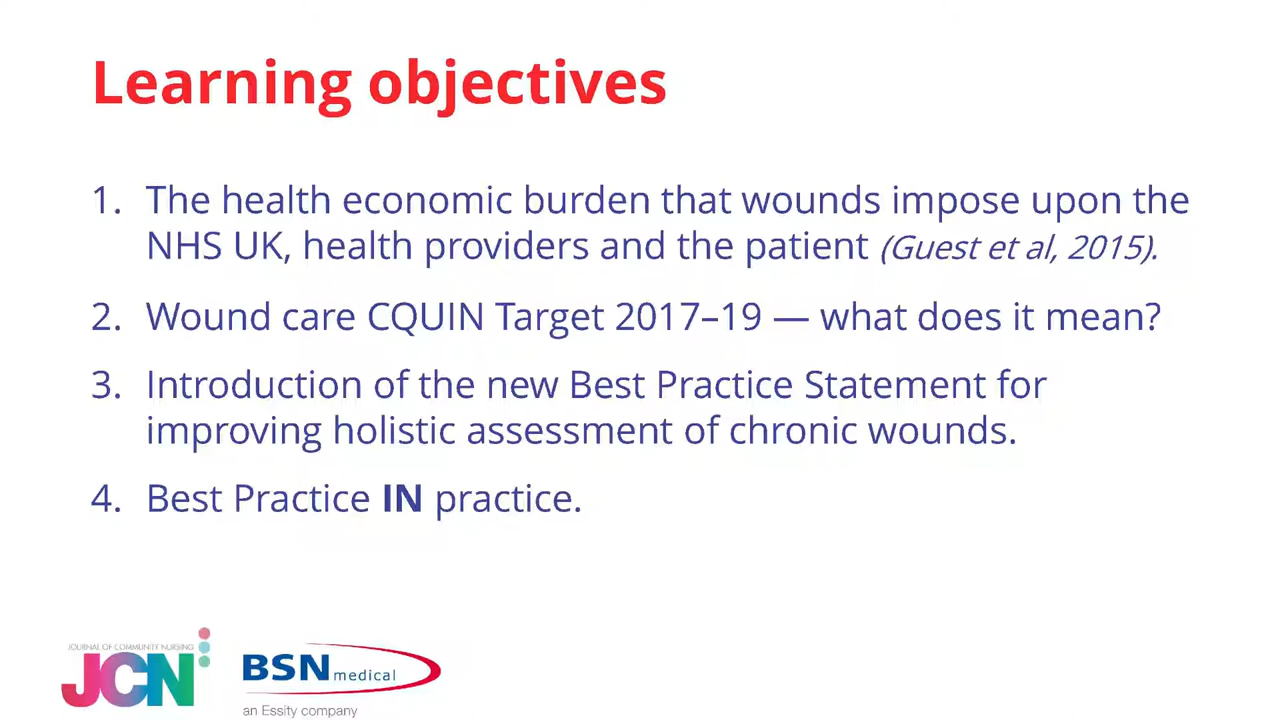 Learning objectives
1. The health economic burden that wounds impose upon the
NHS UK, health providers and the patient (Guest et al, 2015).
2. Wound care CQUIN Target 2017–19 — what does it mean?
3. Introduction of the new Best Practice Statement for
improving holistic assessment of chronic wounds.
4. Best Practice IN practice.
JOURNAL OF COMMUNITY NURSING
JCN
BSN medical
an Essity company